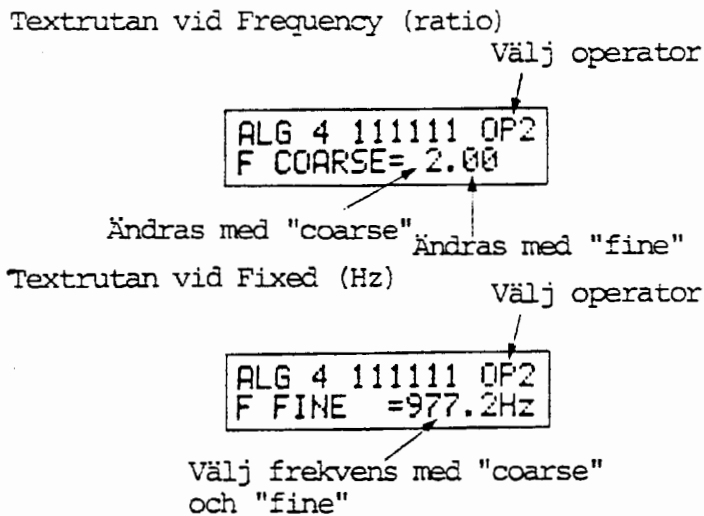 Textrutan vid Frequency (ratio)
Välj operator
ALG 4 111111 OP2
F COARSE= 2.00
Ändras med "coarse"
Ändras med "fine"
Textrutan vid Fixed (Hz)
Välj operator
ALG 4 111111 OP2
F FINE =977.2Hz
Välj frekvens med "coarse"
och "fine"